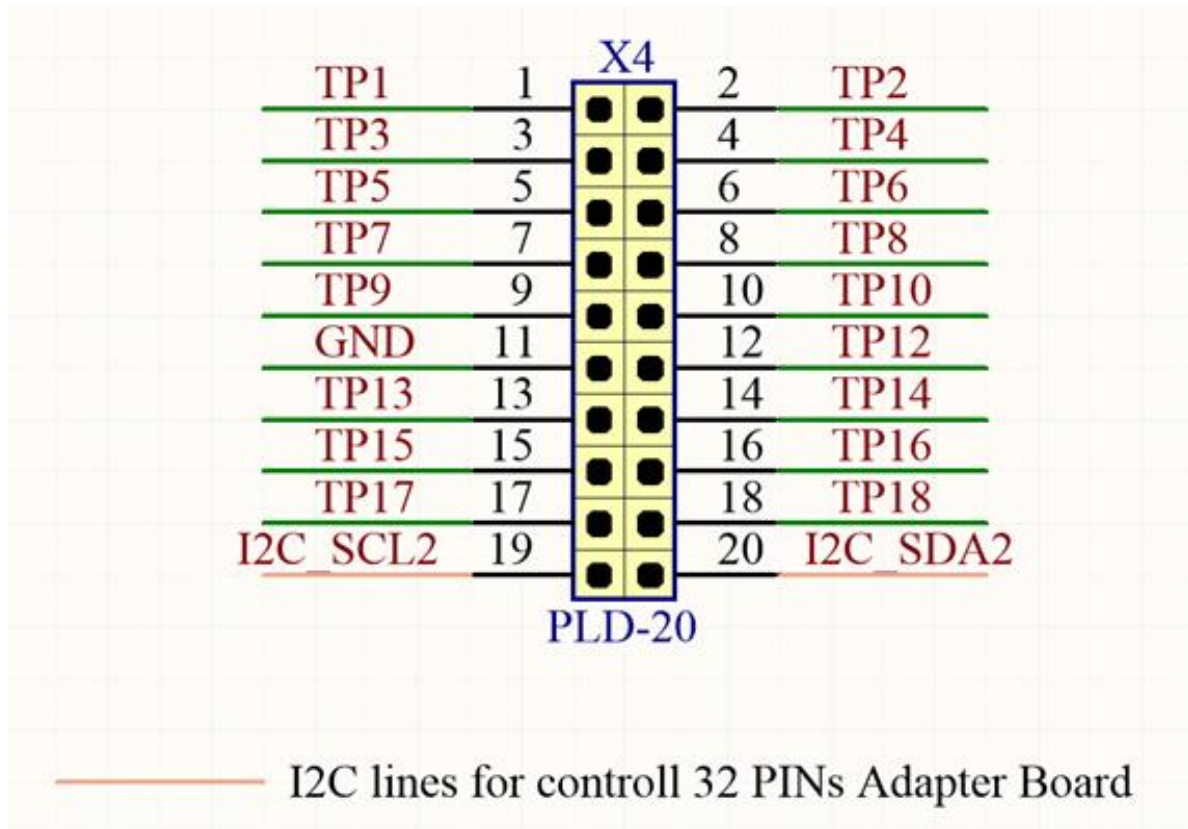 X4
TP1 1 2 TP2
TP3 3 4 TP4
TP5 5 6 TP6
TP7 7 8 TP8
TP9 9 10 TP10
GND 11 12 TP12
TP13 13 14 TP14
TP15 15 16 TP16
TP17 17 18 TP18
I2C_SCL2 19 20 I2C_SDA2
PLD-20
I2C lines for controll 32 PINs Adapter Board